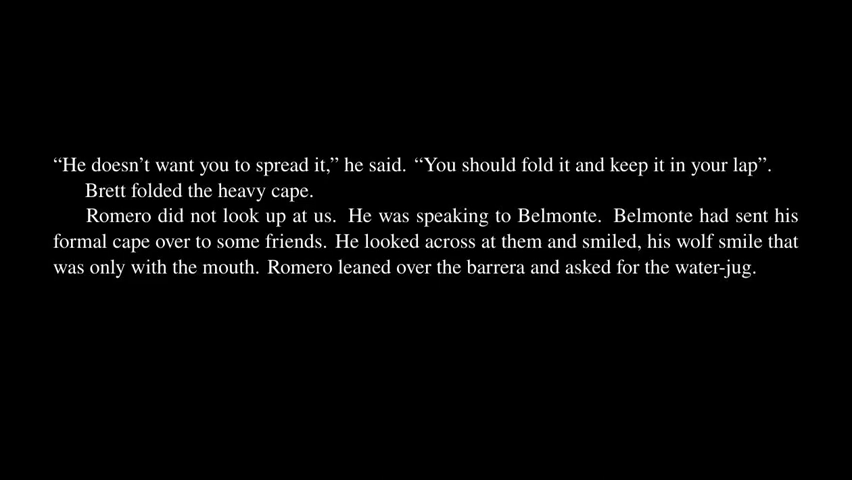 “He doesn’t want you to spread it,” he said. “You should fold it and keep it in your lap”.
Brett folded the heavy cape.
Romero did not look up at us. He was speaking to Belmonte. Belmonte had sent his
formal cape over to some friends. He looked across at them and smiled, his wolf smile that
was only with the mouth. Romero leaned over the barrera and asked for the water-jug.